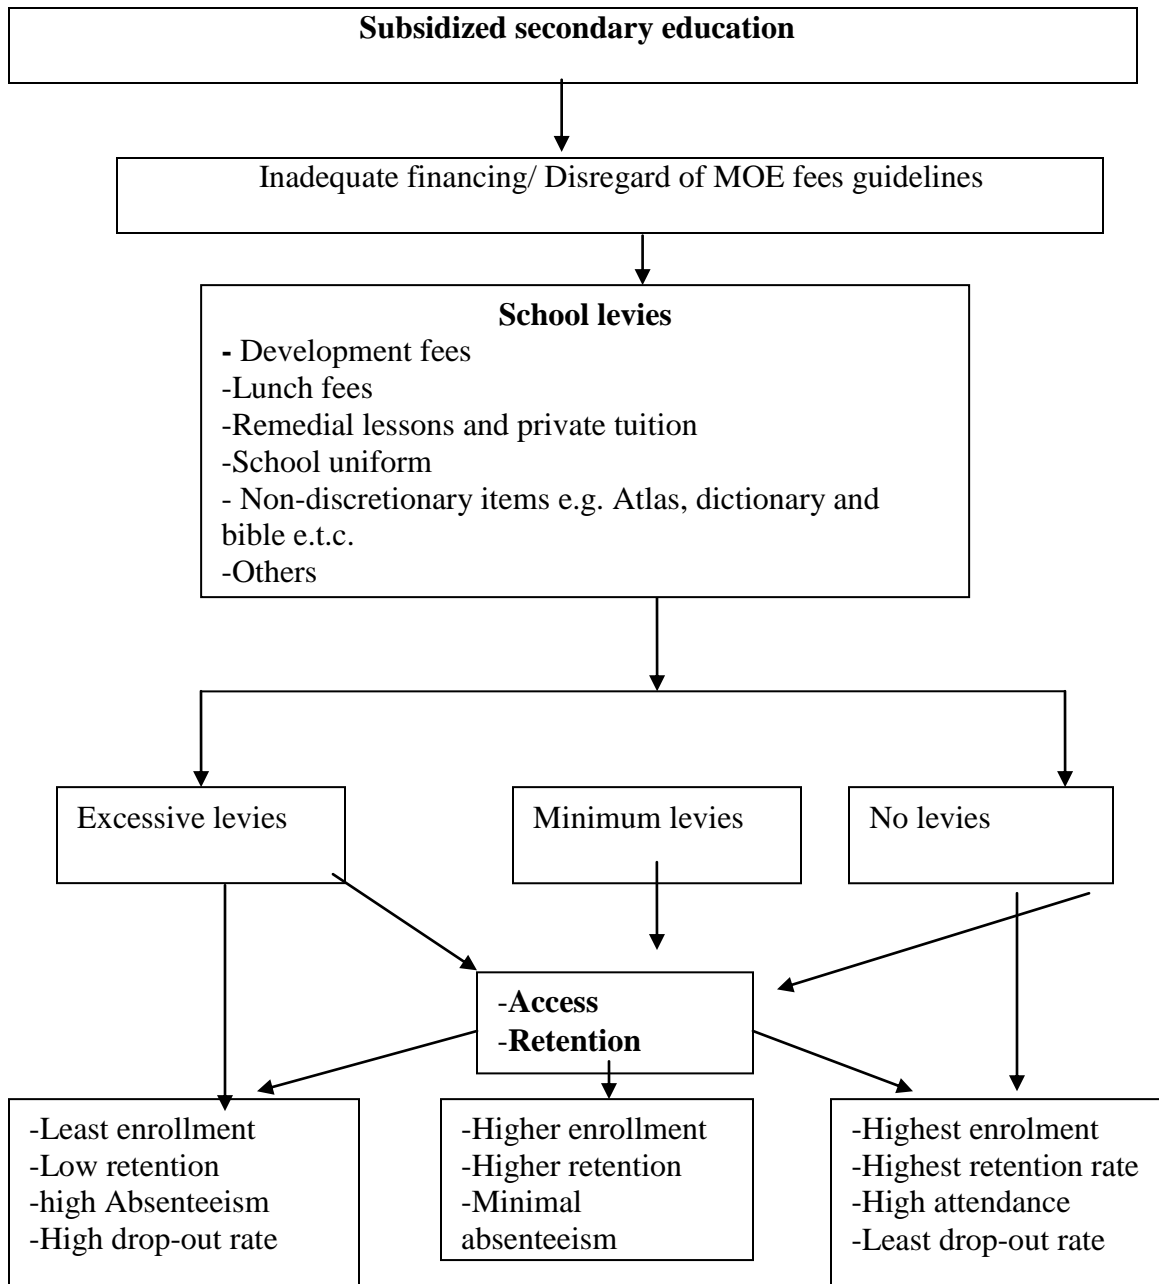 Subsidized secondary education
Inadequate financing/ Disregard of MOE fees guidelines
School levies
- Development fees
-Lunch fees
-Remedial lessons and private tuition
-School uniform
- Non-discretionary items e.g. Atlas, dictionary and
bible e.t.c.
-Others
Excessive levies
Minimum levies
No levies
-Access
-Retention
-Least enrollment
-Low retention
-high Absenteeism
-High drop-out rate
-Higher enrollment
-Higher retention
-Minimal
absenteeism
-Highest enrolment
-Highest retention rate
-High attendance
-Least drop-out rate